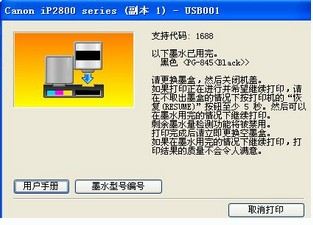 Canon iP2800 series (副本 1) - USB001
支持代码: 1688
以下墨水已用完。
黑色 <PG-845<Black>>
请更换墨盒，然后关闭机盖。
如果打印正在进行并希望继续打印，请
在不取出墨盒的情况下按打印机的“恢
复(RESUME)”按钮至少 5 秒。然后可以
在墨水用完的情况下继续打印。
剩余墨水量检测功能将被禁用。
打印完成后请立即更换空墨盒。
如果在墨水用完的情况下继续打印，打
印结果的质量不会令人满意。
用户手册
墨水型号编号
取消打印